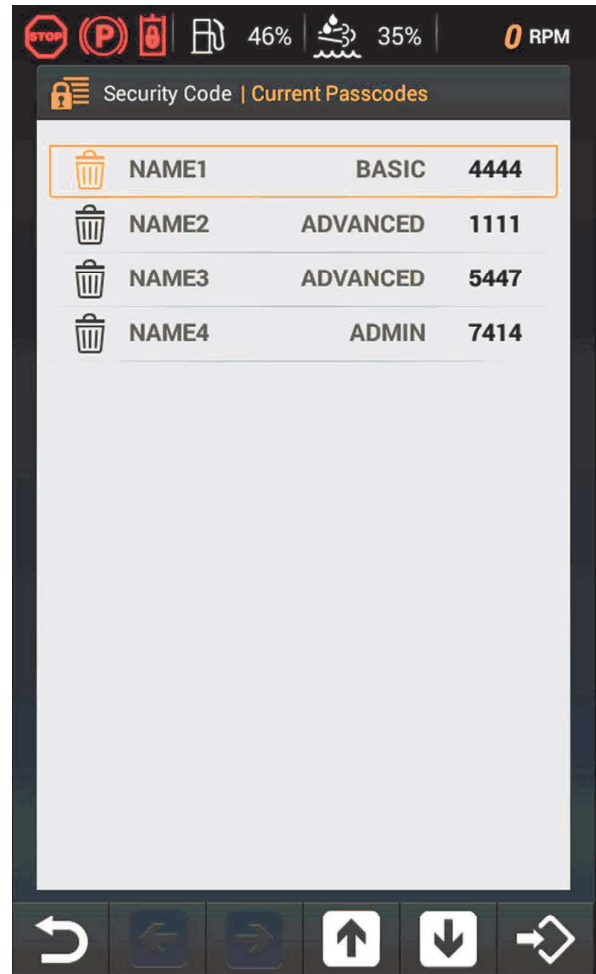 STOP P 46% 35% 0 RPM
Security Code | Current Passcodes
NAME1 BASIC 4444
NAME2 ADVANCED 1111
NAME3 ADVANCED 5447
NAME4 ADMIN 7414